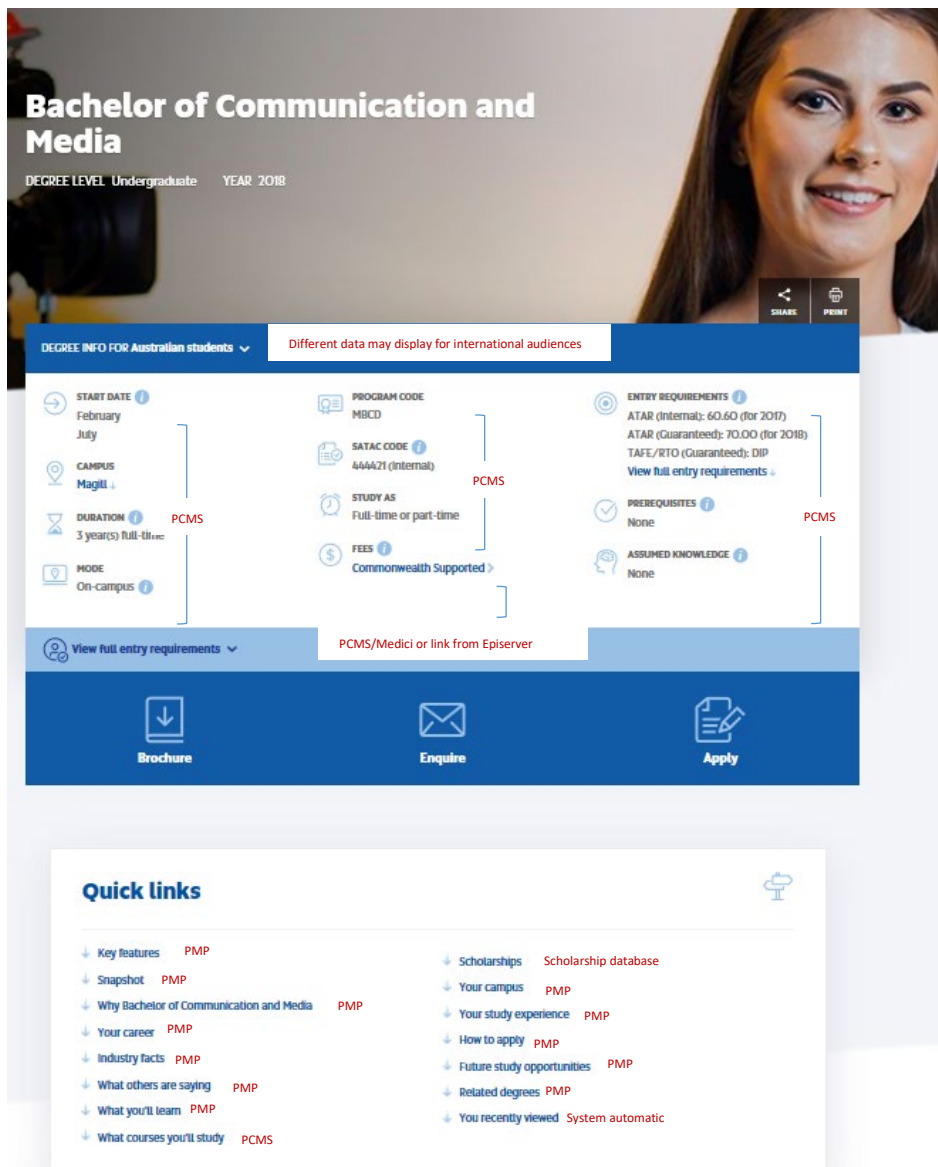 Bachelor of Communication and
Media
DEGREE LEVEL Undergraduate YEAR 2018
SHARE PRINT
DEGREE INFO FOR Australian students
Different data may display for international audiences
START DATE
February
July
CAMPUS
Magill
DURATION
PCMS
3 year(s) full-time
MODE
On-campus
PROGRAM CODE
MBCD
SATAC CODE
444421 (Internal)
PCMS
STUDY AS
Full-time or part-time
FEES
Commonwealth Supported
ENTRY REQUIREMENTS
ATAR (Internal): 60.60 (for 2017)
ATAR (Guaranteed): 70.00 (for 2018)
TAFE/RTO (Guaranteed): DIP
View full entry requirements
PREREQUISITES
None
PCMS
ASSUMED KNOWLEDGE
None
View full entry requirements
PCMS/Medici or link from Episerver
Brochure Enquire Apply
Quick links
Key features PMP
Snapshot PMP
Why Bachelor of Communication and Media PMP
Your career PMP
Industry facts PMP
What others are saying PMP
What you'll learn PMP
What courses you'll study PCMS
Scholarships Scholarship database
Your campus PMP
Your study experience PMP
How to apply PMP
Future study opportunities PMP
Related degrees PMP
You recently viewed System automatic